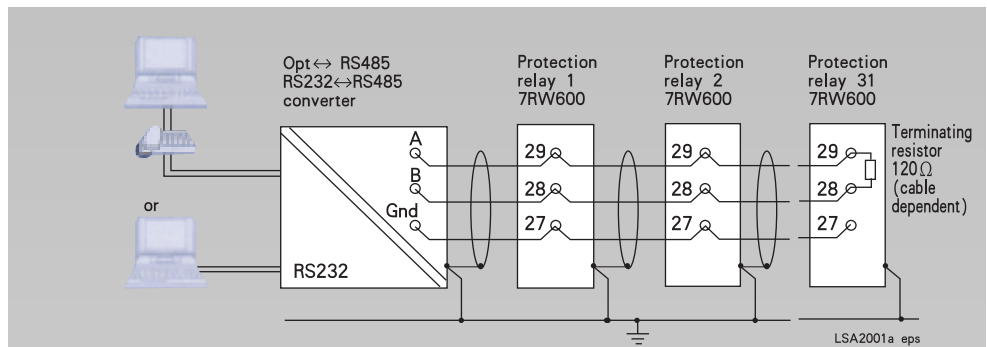 Opt↔ RS485
RS232↔RS485
converter
Protection
relay 1
7RW600
Protection
relay 2
7RW600
Protection
relay 31
7RW600
A
B
Gnd
29
28
27
29
28
27
29
28
27
Terminating
resistor
120Ω
(cable
dependent)
or
RS232
LSA2001a eps